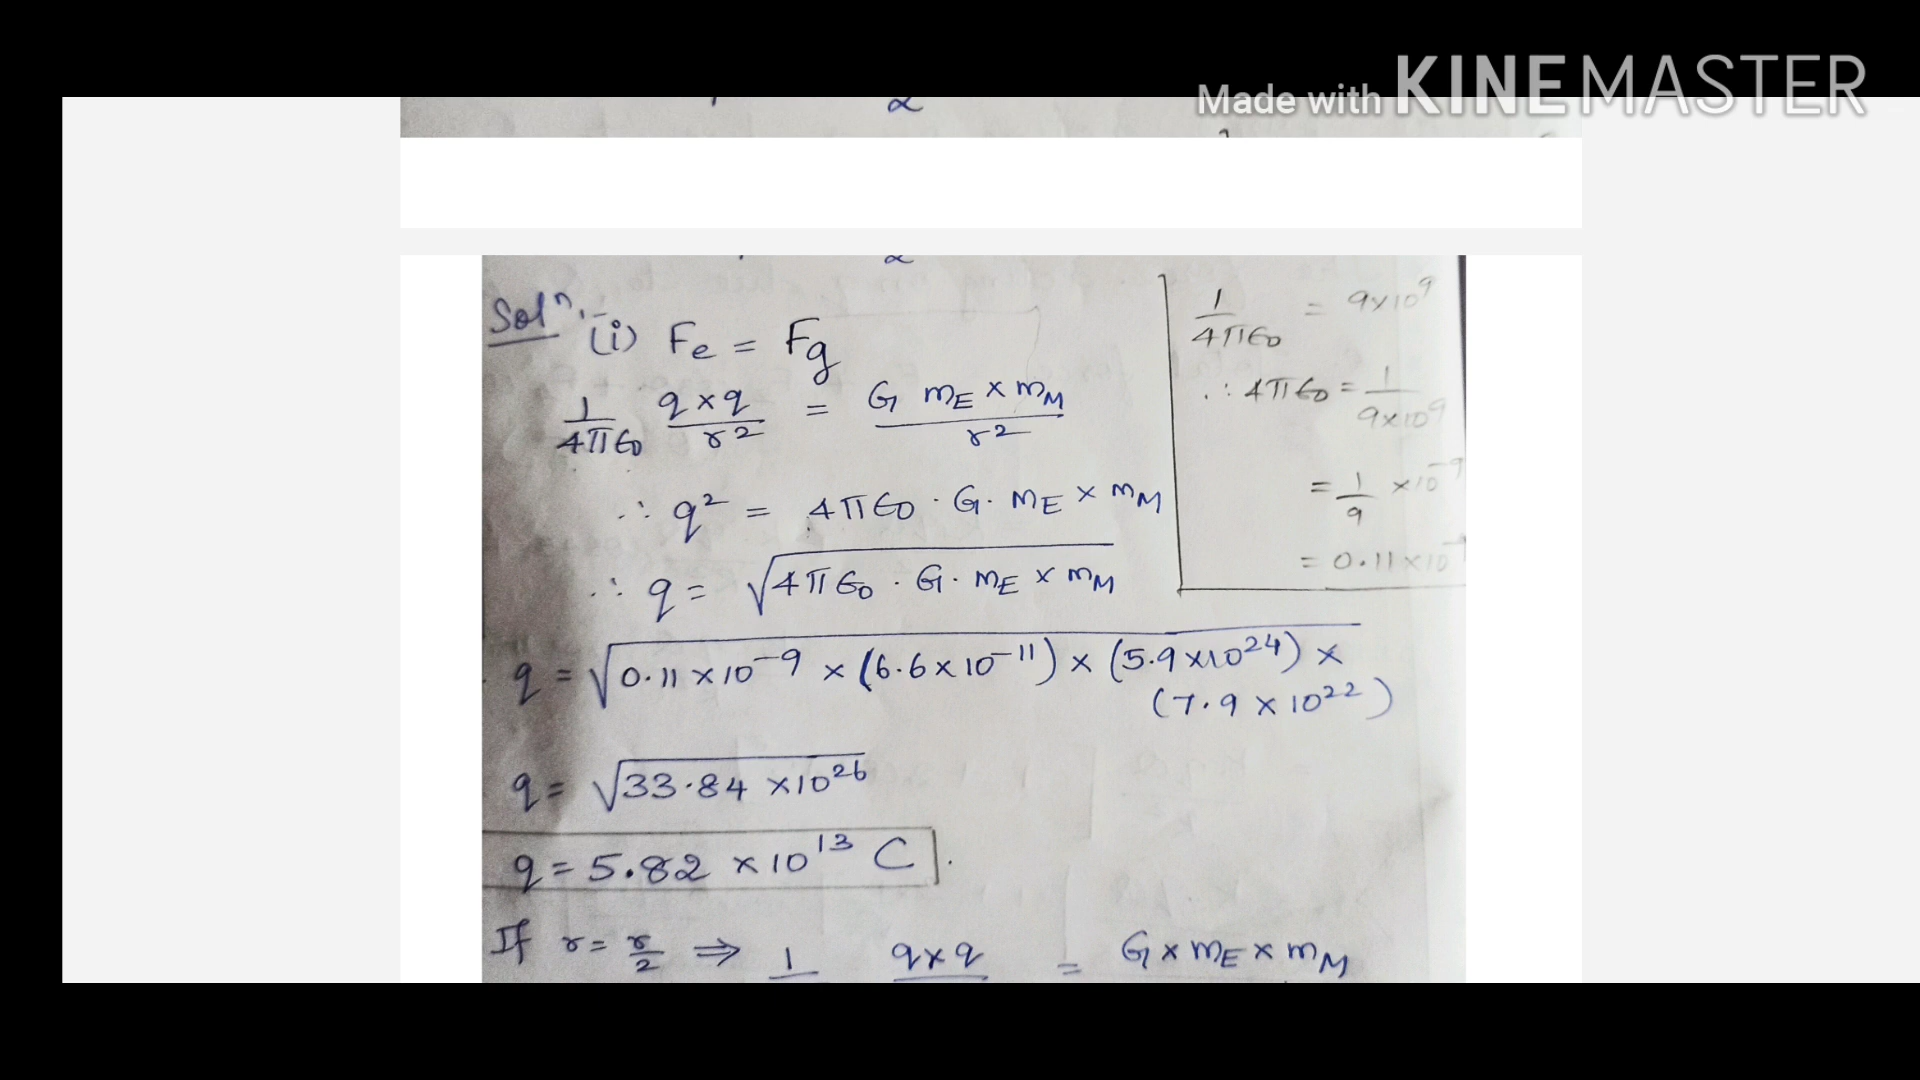 Made with KINEMASTER
α
α
Solⁿ. (i) Fe = Fg
1/4πϵ0 q×q/r² = G mE × mM/r²
∴ q² = 4πϵ0 · G · mE × mM
∴ q = √4πϵ0 · G · mE × mM
q = √0.11 × 10⁻⁹ × (6.6 × 10⁻¹¹) × (5.9 × 10²⁴) ×
(7.9 × 10²²)
q = √33.84 × 10²⁶
q = 5.82 × 10¹³ C.
If r = r/2 ⇒ 1 q×q = G × mE × mM
1/4πϵ0 = 9×10⁹
∴ 4πϵ0 = 1/9×10⁹
= 1/9 × 10⁻⁹
= 0.11 × 10